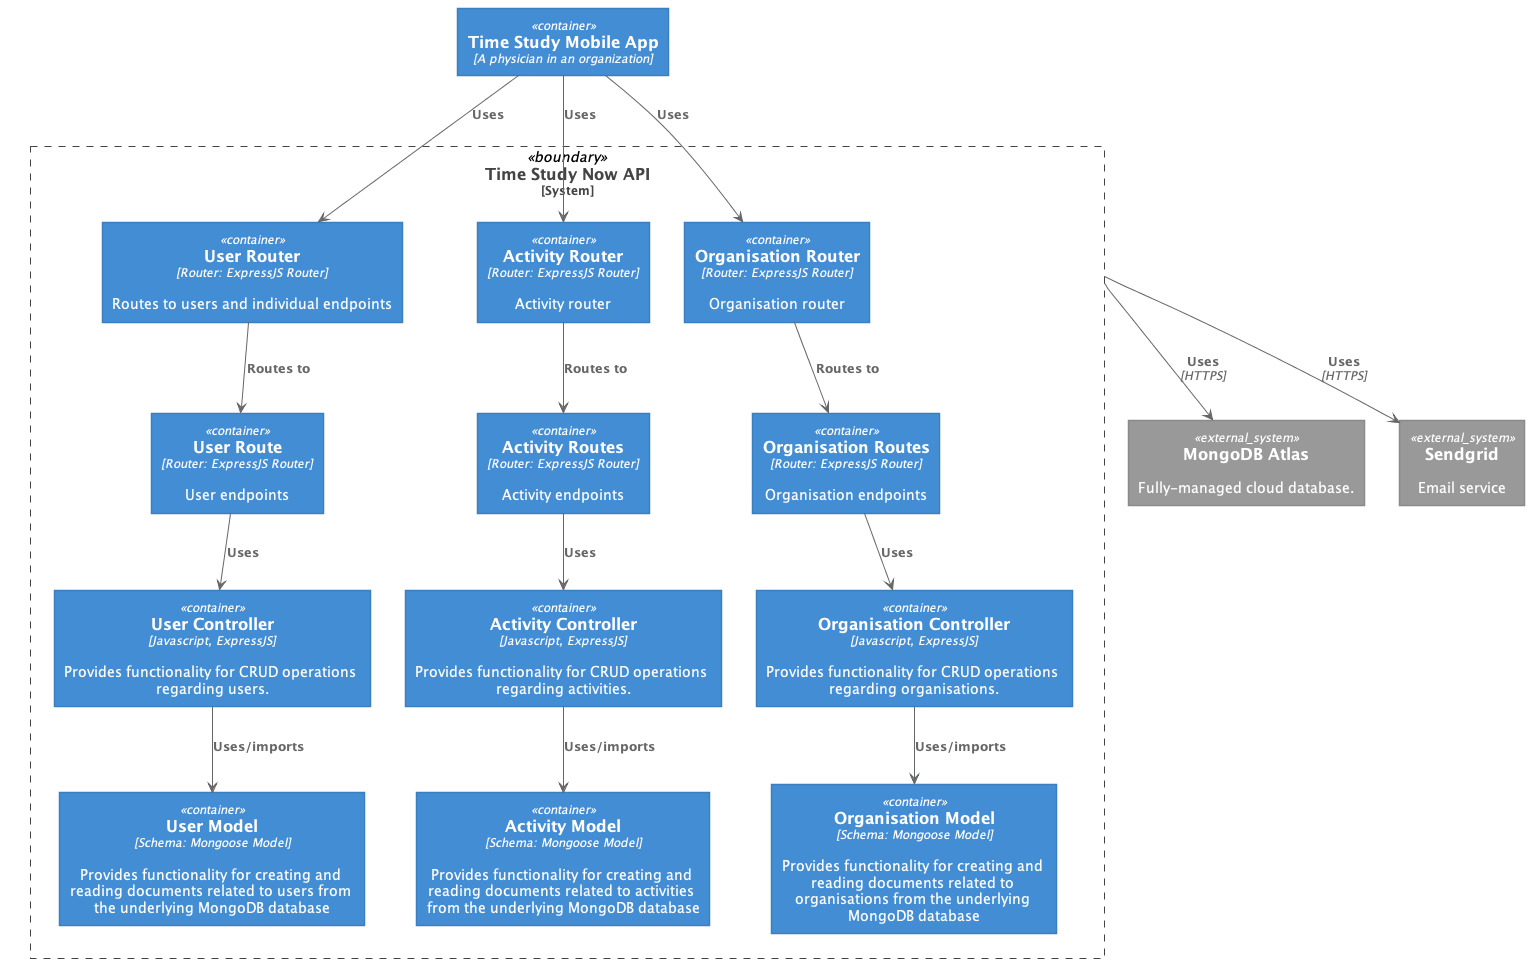 «container»
Time Study Mobile App
[A physician in an organization]
Uses
Uses
Uses
«boundary»
Time Study Now API
[System]
«container»
User Router
[Router: ExpressJS Router]
Routes to users and individual endpoints
«container»
Activity Router
[Router: ExpressJS Router]
Activity router
«container»
Organisation Router
[Router: ExpressJS Router]
Organisation router
Routes to
Routes to
Routes to
Uses
[HTTPS]
Uses
[HTTPS]
«container»
User Route
[Router: ExpressJS Router]
User endpoints
«container»
Activity Routes
[Router: ExpressJS Router]
Activity endpoints
«container»
Organisation Routes
[Router: ExpressJS Router]
Organisation endpoints
«external_system»
MongoDB Atlas
Fully-managed cloud database.
«external_system»
Sendgrid
Email service
Uses
Uses
Uses
«container»
User Controller
[Javascript, ExpressJS]
Provides functionality for CRUD operations
regarding users.
«container»
Activity Controller
[Javascript, ExpressJS]
Provides functionality for CRUD operations
regarding activities.
«container»
Organisation Controller
[Javascript, ExpressJS]
Provides functionality for CRUD operations
regarding organisations.
Uses/imports
Uses/imports
Uses/imports
«container»
User Model
[Schema: Mongoose Model]
Provides functionality for creating and
reading documents related to users from
the underlying MongoDB database
«container»
Activity Model
[Schema: Mongoose Model]
Provides functionality for creating and
reading documents related to activities
from the underlying MongoDB database
«container»
Organisation Model
[Schema: Mongoose Model]
Provides functionality for creating and
reading documents related to
organisations from the underlying
MongoDB database